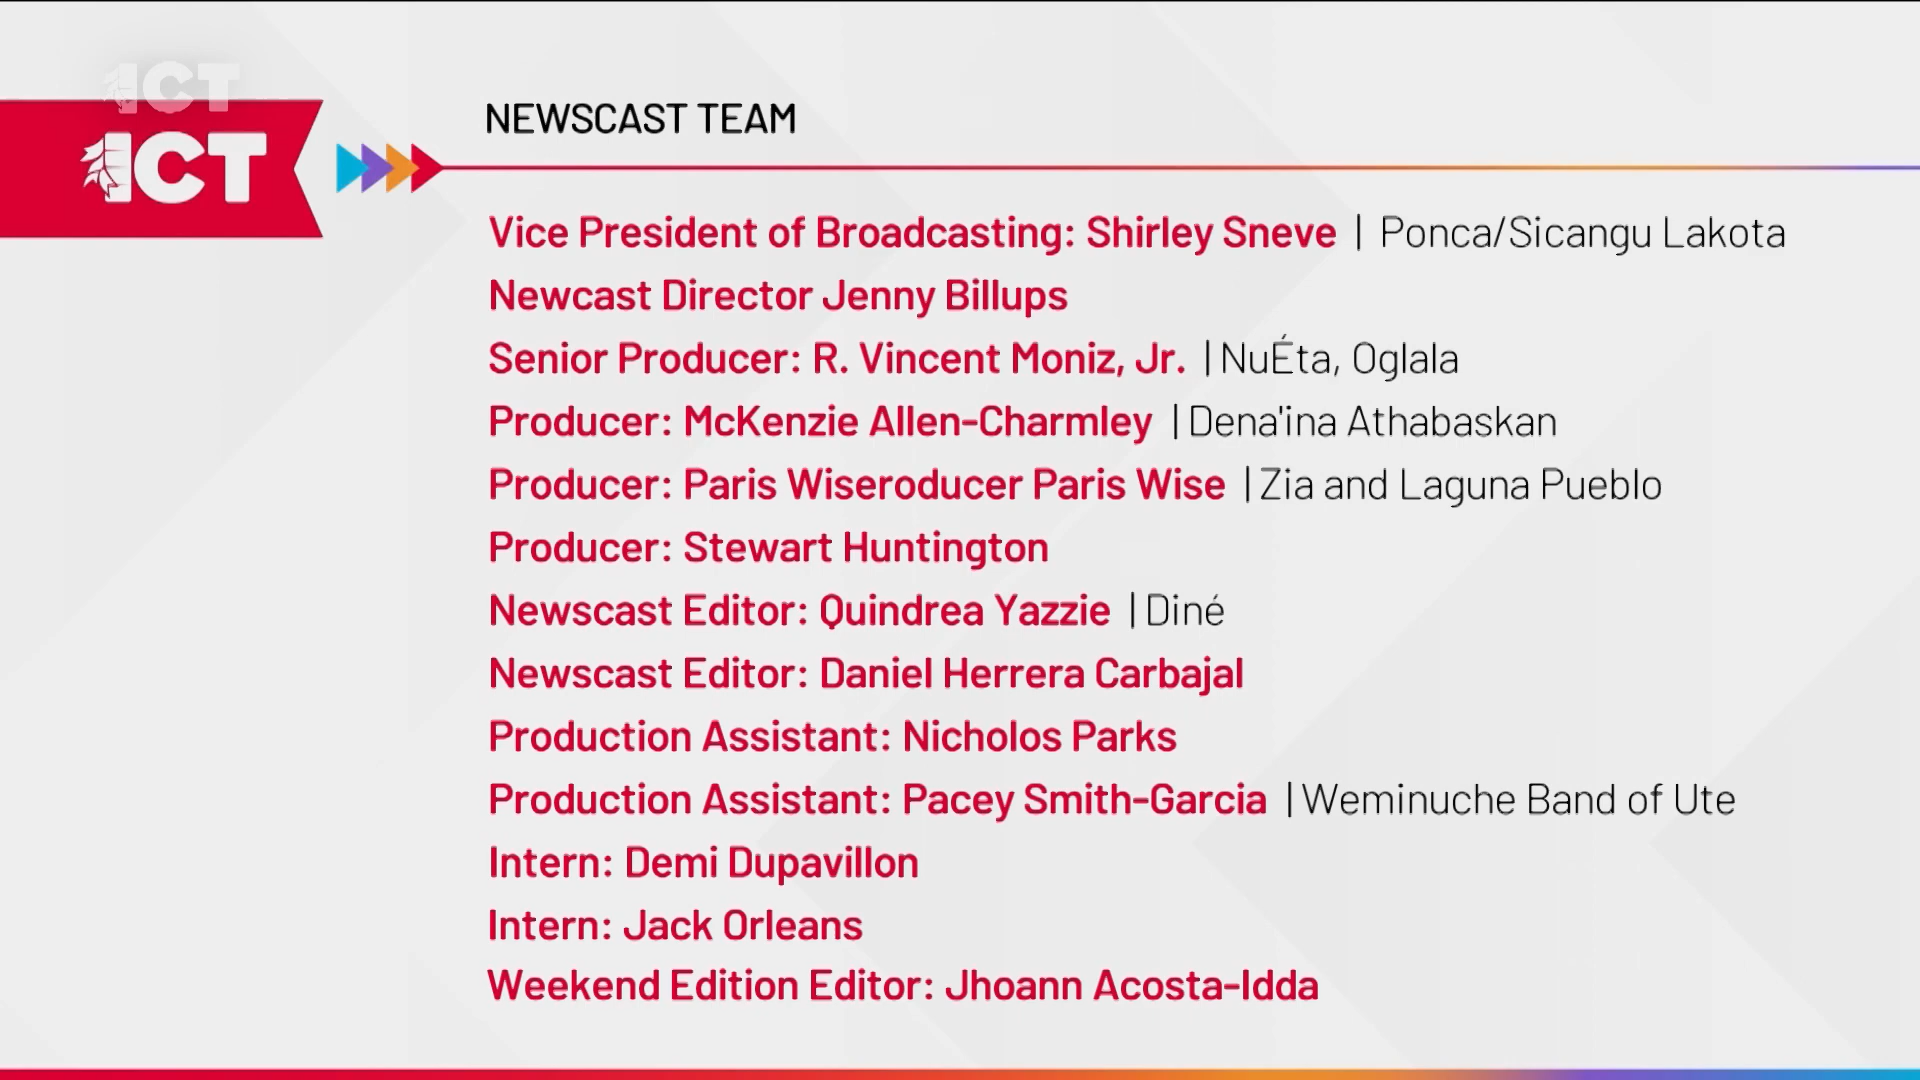 ICT
ICT
NEWSCAST TEAM
Vice President of Broadcasting: Shirley Sneve | Ponca/Sicangu Lakota
Newcast Director Jenny Billups
Senior Producer: R. Vincent Moniz, Jr. | NuÉta, Oglala
Producer: McKenzie Allen-Charmley | Dena'ina Athabaskan
Producer: Paris Wiseroducer Paris Wise | Zia and Laguna Pueblo
Producer: Stewart Huntington
Newscast Editor: Quindrea Yazzie | Diné
Newscast Editor: Daniel Herrera Carbajal
Production Assistant: Nicholos Parks
Production Assistant: Pacey Smith-Garcia | Weminuche Band of Ute
Intern: Demi Dupavillon
Intern: Jack Orleans
Weekend Edition Editor: Jhoann Acosta-Idda